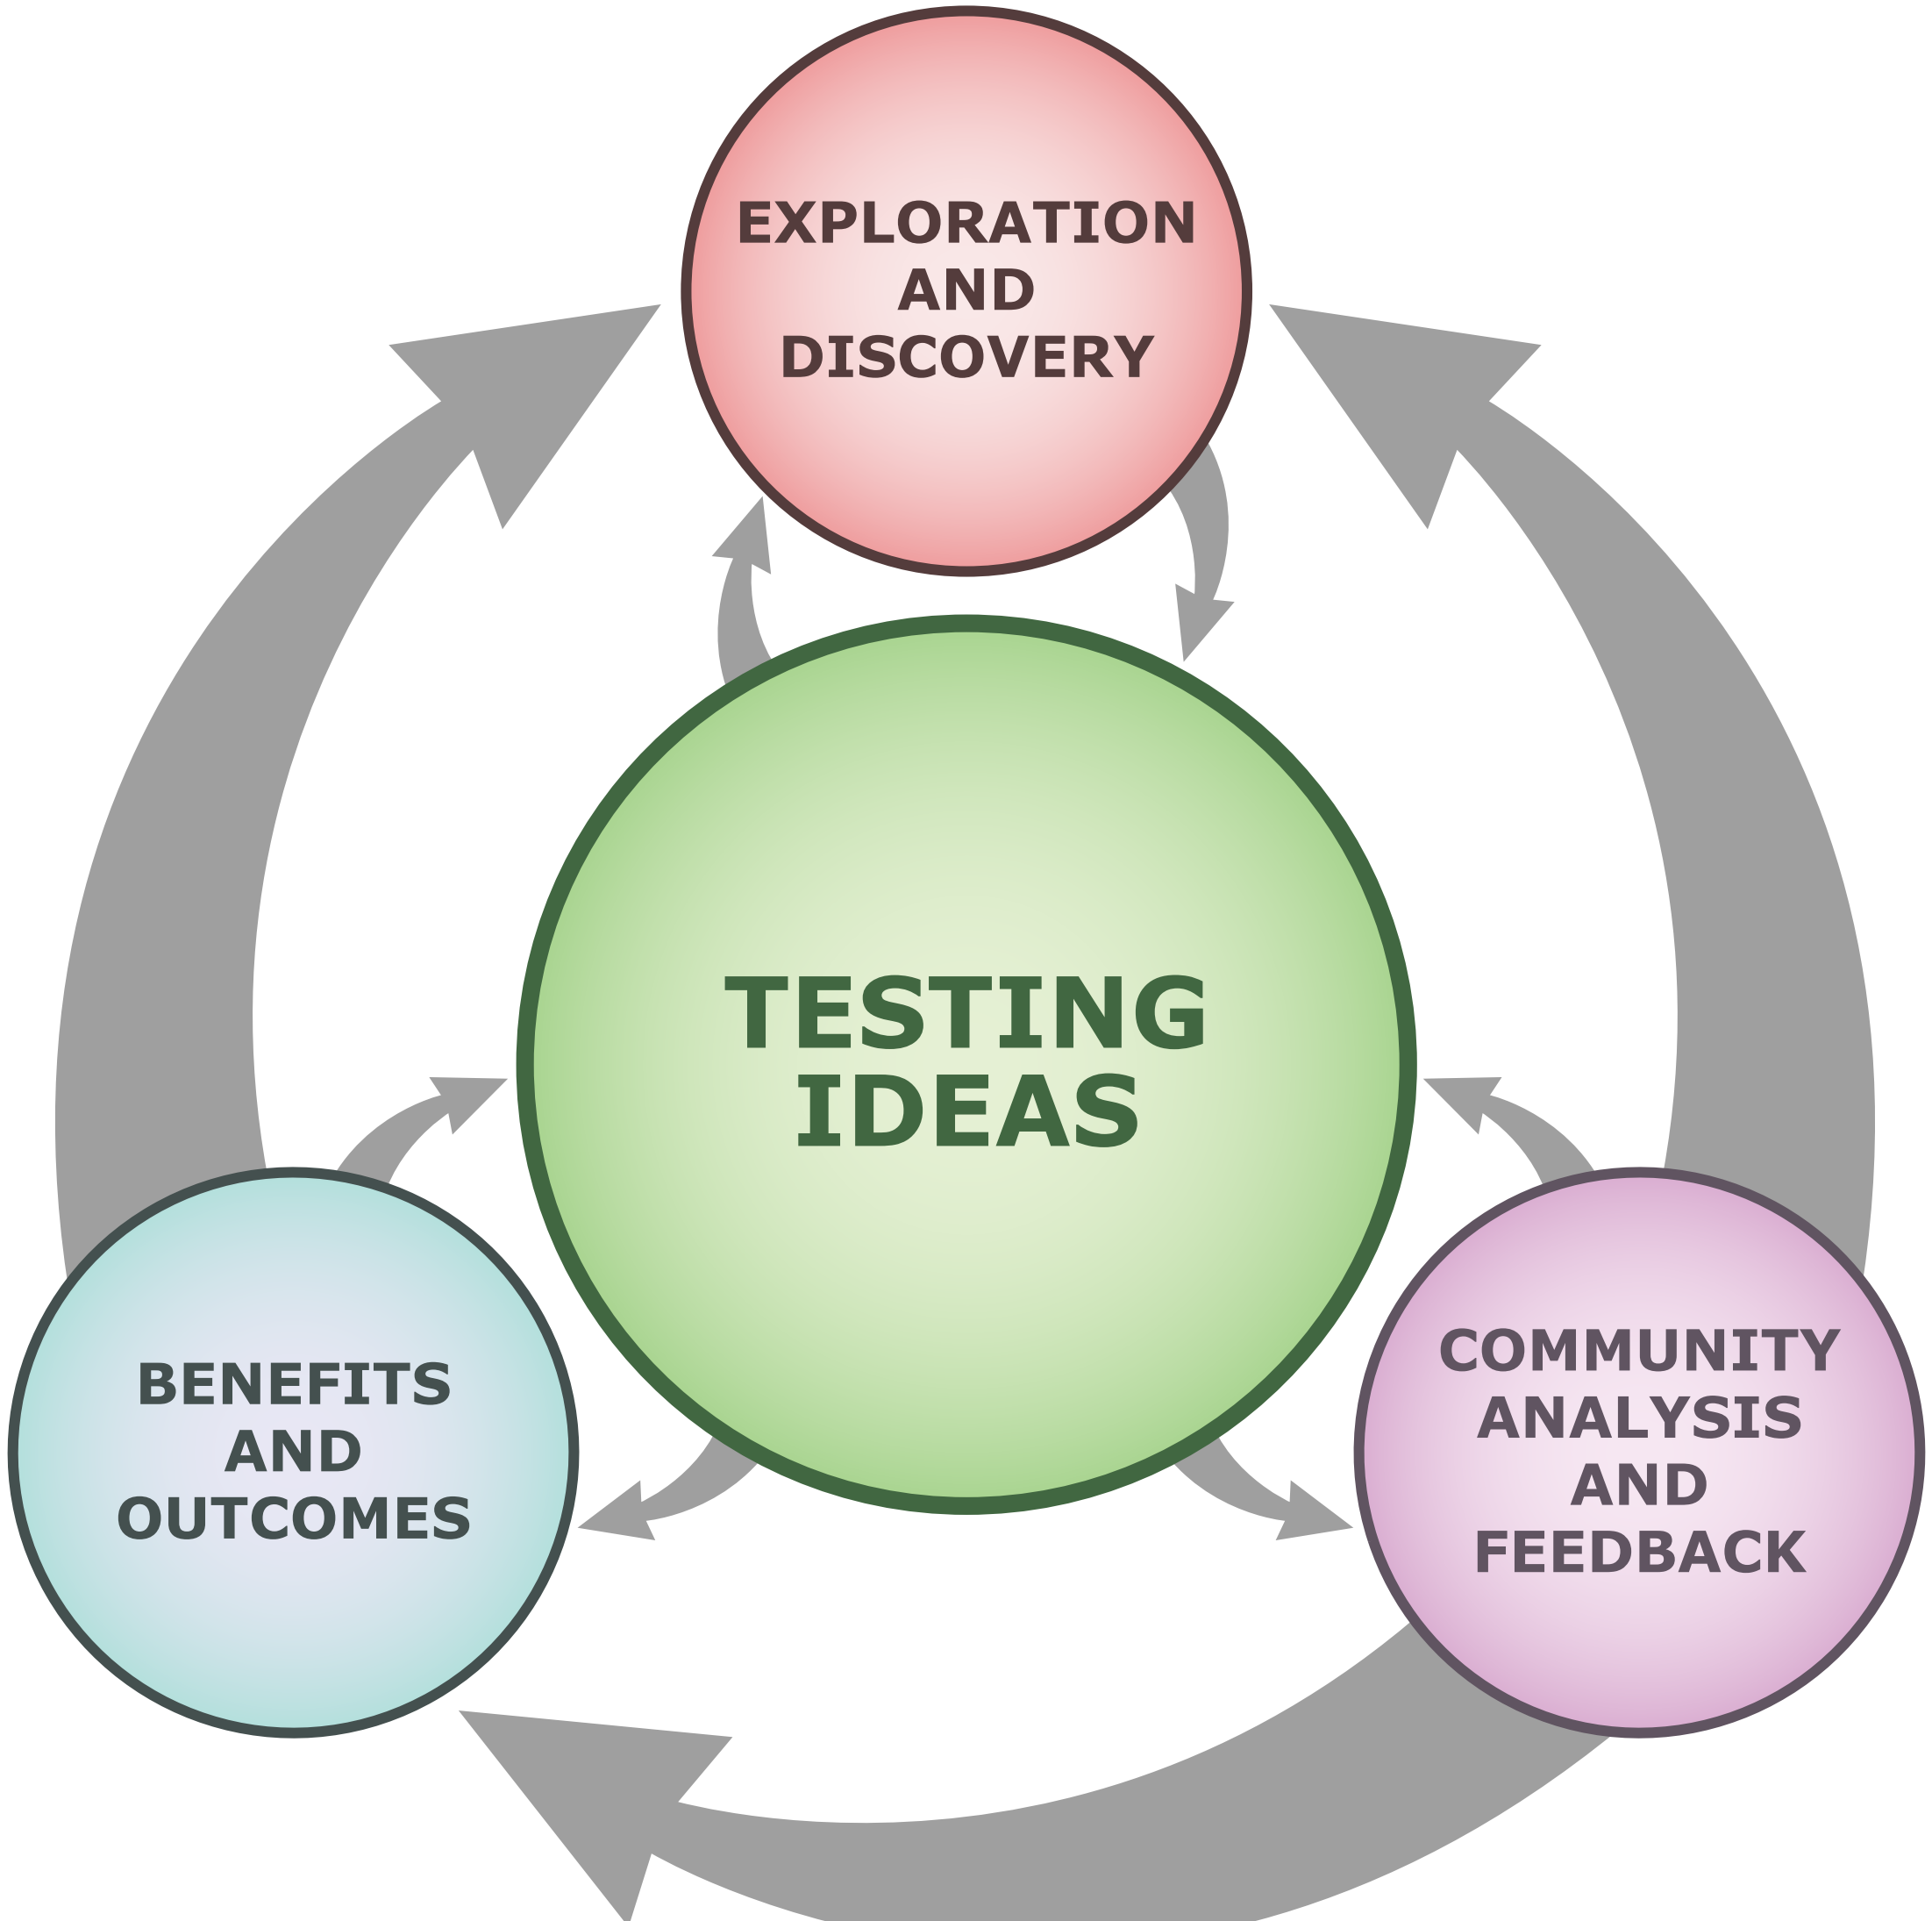 EXPLORATION
AND
DISCOVERY
TESTING
IDEAS
BENEFITS
AND
OUTCOMES
COMMUNITY
ANALYSIS
AND
FEEDBACK